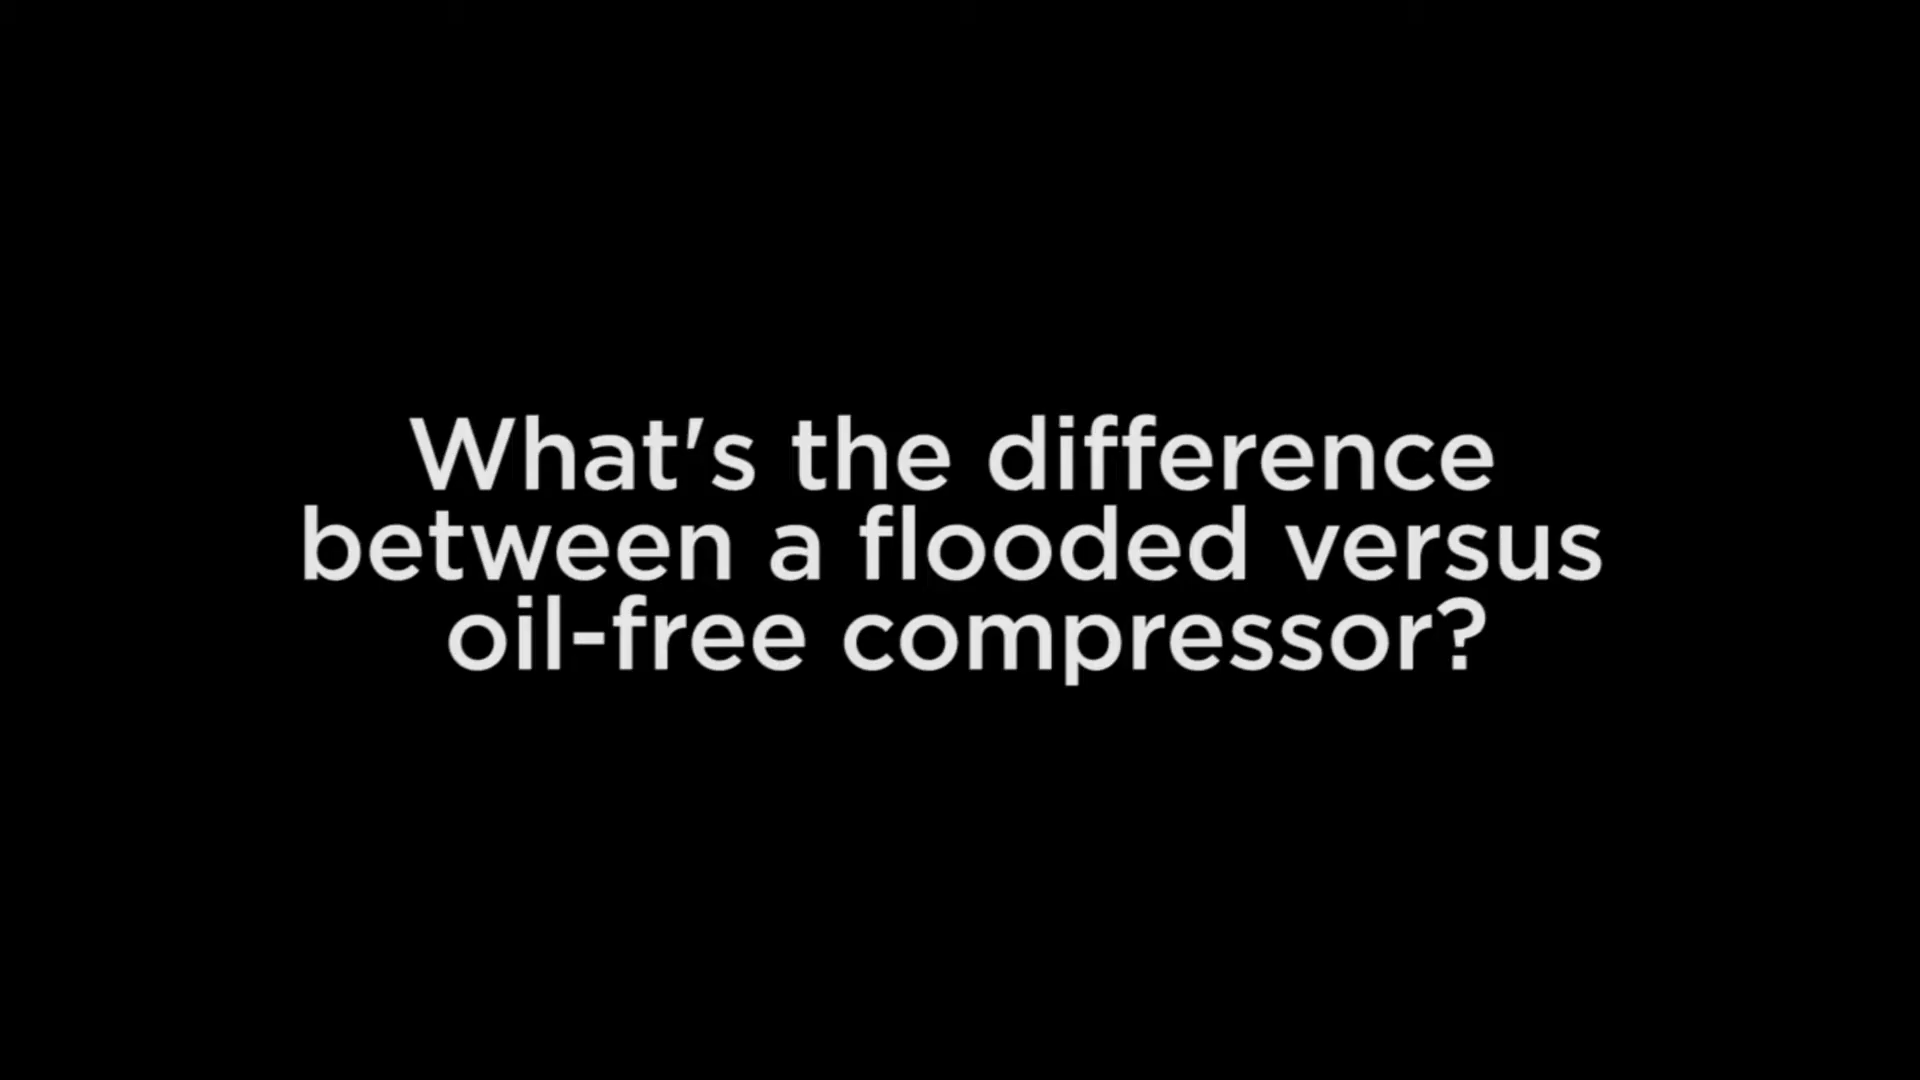 What's the difference
between a flooded versus
oil-free compressor?